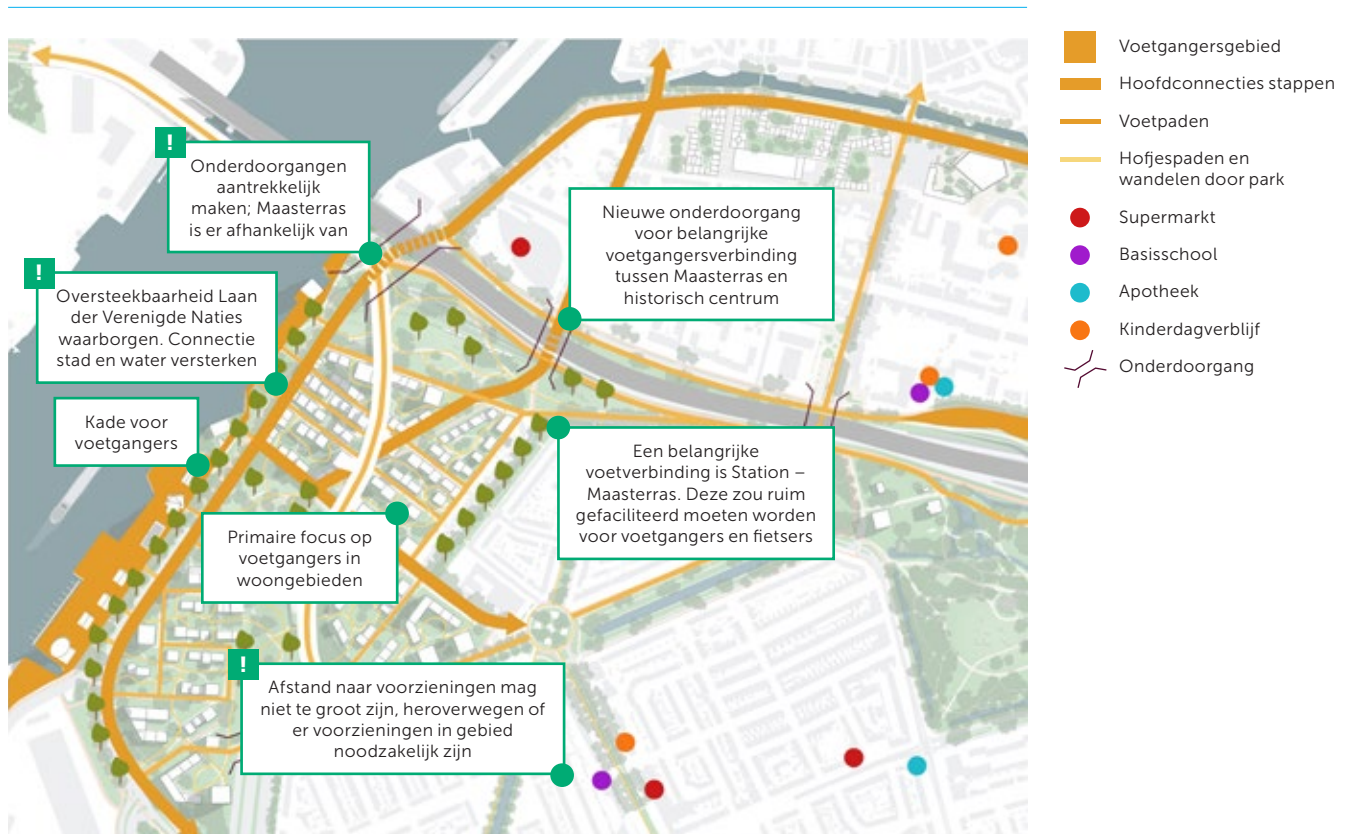 !
Onderdoorgangen
aantrekkelijk
maken; Maasterras
is er afhankelijk van
!
Oversteekbaarheid Laan
der Verenigde Naties
waarborgen. Connectie
stad en water versterken
Kade voor
voetgangers
Nieuwe onderdoorgang
voor belangrijke
voetgangersverbinding
tussen Maasterras en
historisch centrum
Een belangrijke
voetverbinding is Station –
Maasterras. Deze zou ruim
gefaciliteerd moeten worden
voor voetgangers en fietsers
Primaire focus op
voetgangers in
woongebieden
!
Afstand naar voorzieningen mag
niet te groot zijn, heroverwegen of
er voorzieningen in gebied
noodzakelijk zijn
Voetgangersgebied
Hoofdconnecties stappen
Voetpaden
Hofjespaden en
wandelen door park
Supermarkt
Basisschool
Apotheek
Kinderdagverblijf
Onderdoorgang